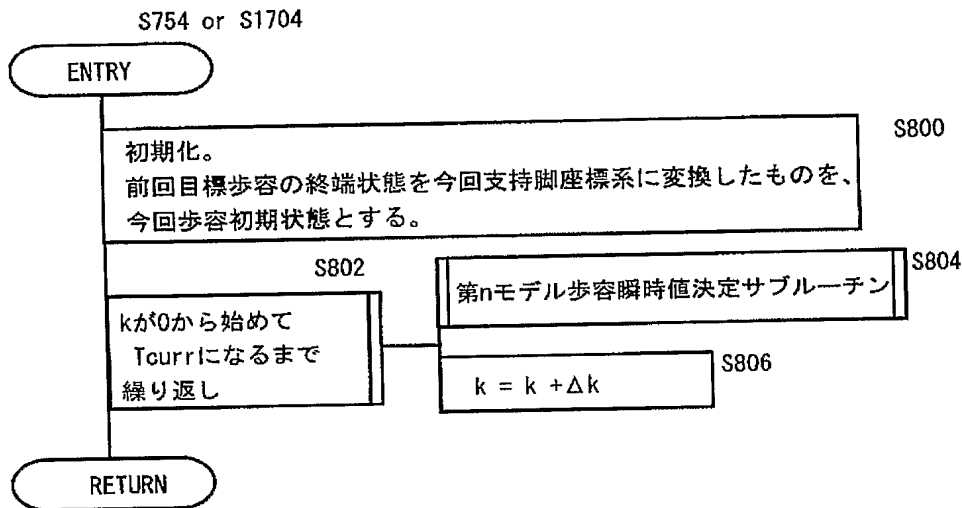 S754 or S1704
ENTRY
S800
初期化。
前回目標歩容の終端状態を今回支持脚座標系に変換したものを、
今回歩容初期状態とする。
S802
kが0から始めて
Tcurrになるまで
繰り返し
S804
第nモデル歩容瞬時値決定サブルーチン
S806
k = k +Δk
RETURN